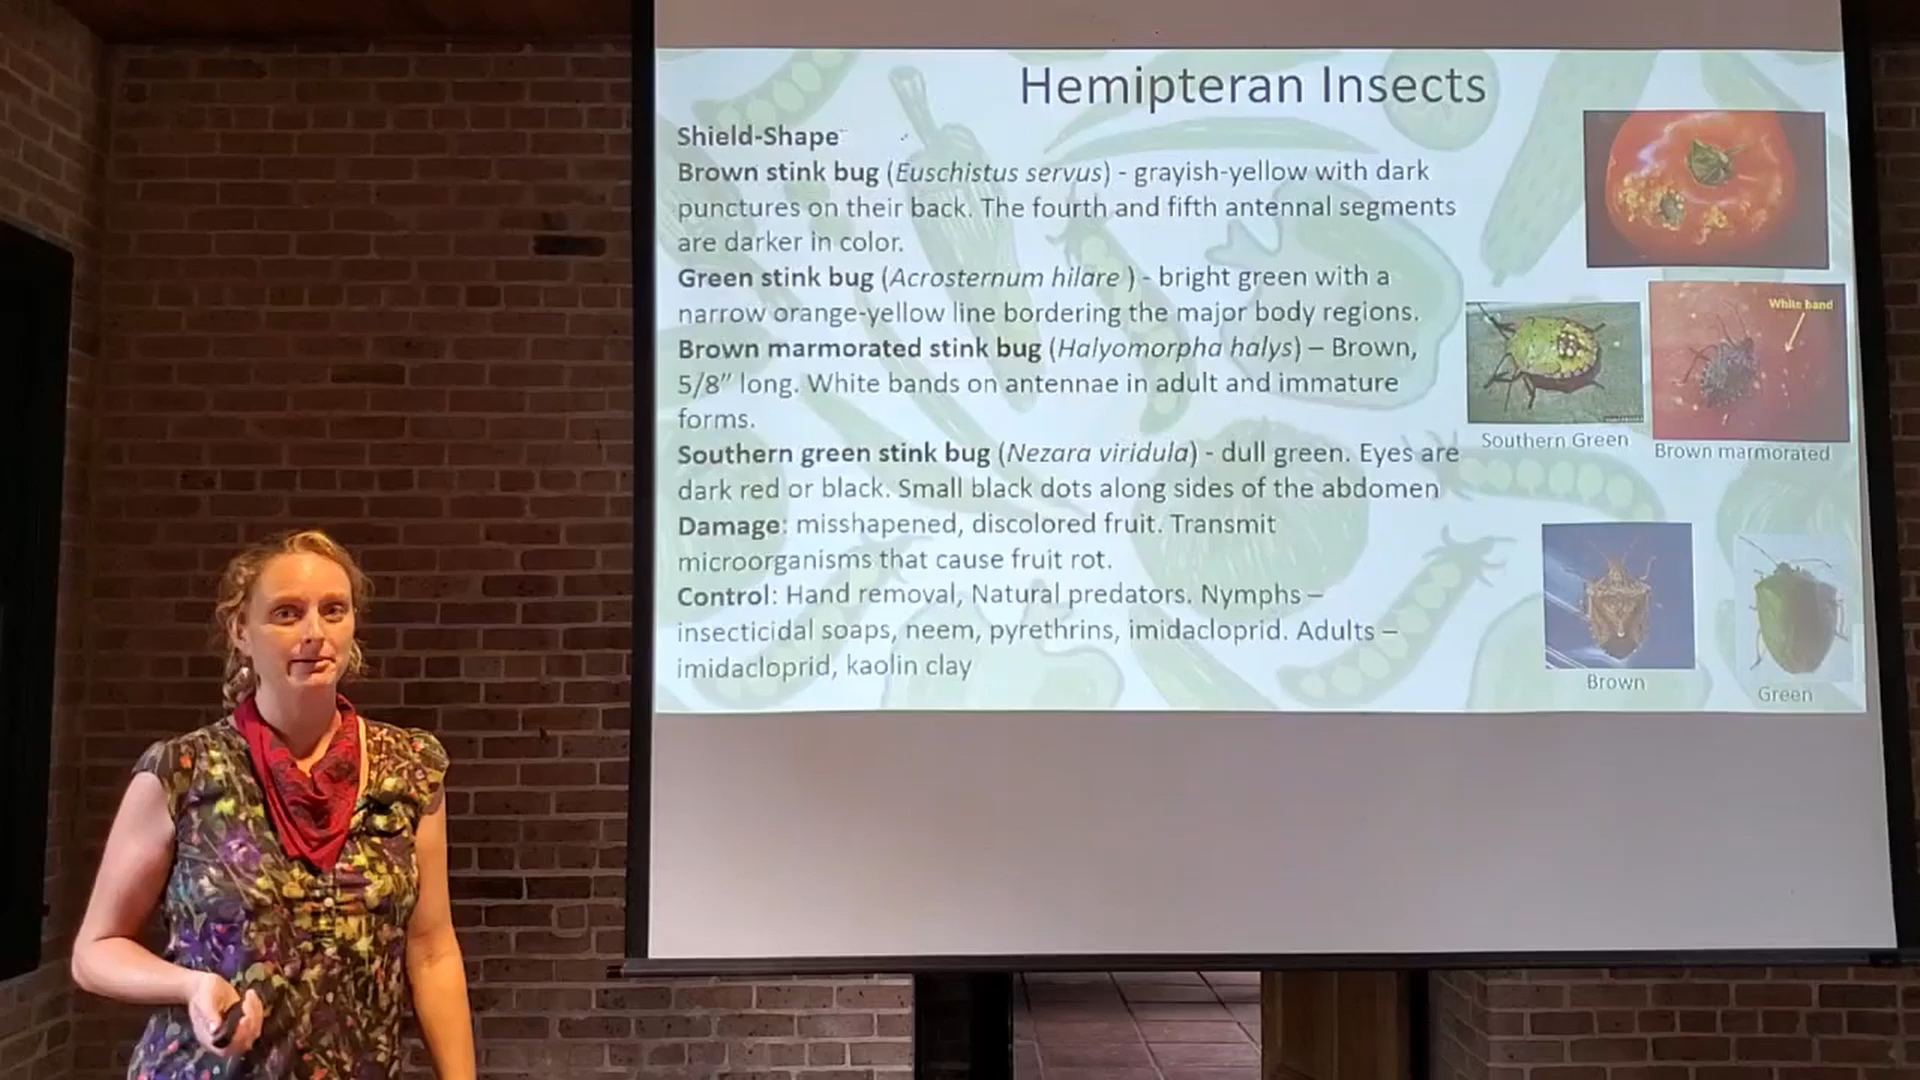 Hemipteran Insects
Shield-Shape
Brown stink bug (Euschistus servus) - grayish-yellow with dark
punctures on their back. The fourth and fifth antennal segments
are darker in color.
Green stink bug (Acrosternum hilare ) - bright green with a
narrow orange-yellow line bordering the major body regions.
Brown marmorated stink bug (Halyomorpha halys) – Brown,
5/8” long. White bands on antennae in adult and immature
forms.
Southern green stink bug (Nezara viridula) - dull green. Eyes are
dark red or black. Small black dots along sides of the abdomen
Damage: misshapened, discolored fruit. Transmit
microorganisms that cause fruit rot.
Control: Hand removal, Natural predators. Nymphs –
insecticidal soaps, neem, pyrethrins, imidacloprid. Adults –
imidacloprid, kaolin clay
White band
Southern Green
Brown marmorated
Brown
Green